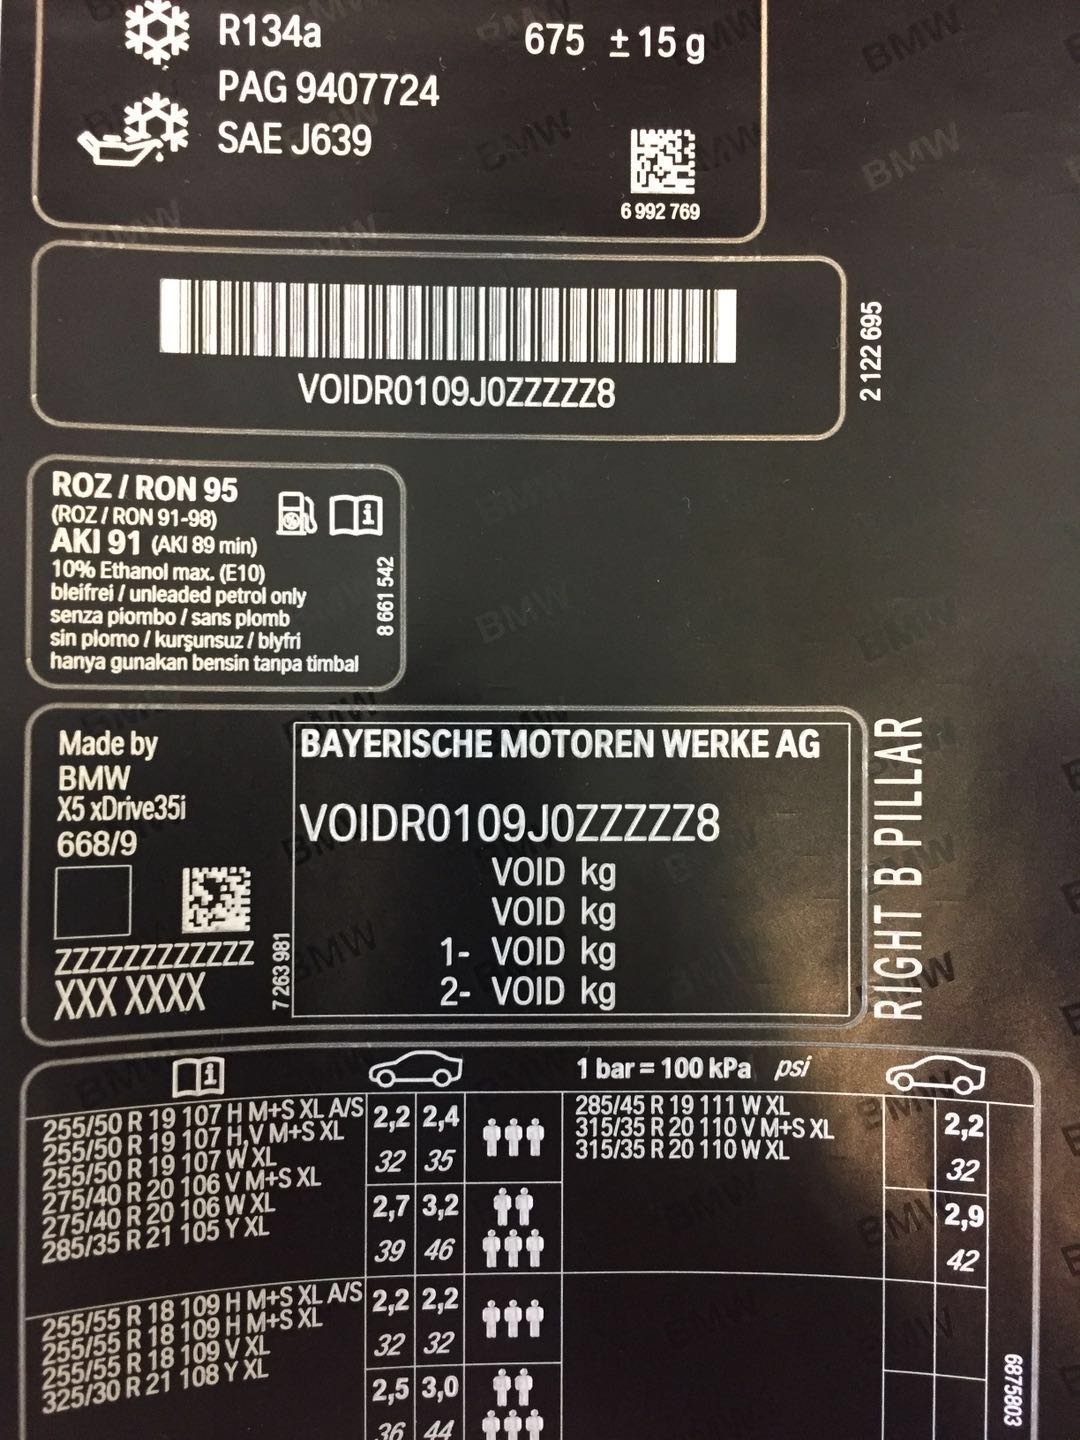 R134a 675 ± 15 g
PAG 9407724
SAE J639
6 992 769
VOIDR0109J0ZZZZZ8
2 122 695
ROZ / RON 95
(ROZ / RON 91-98)
AKI 91 (AKI 89 min)
10% Ethanol max. (E10)
bleifrei / unleaded petrol only
senza piombo / sans plomb
sin plomo / kurşunsuz / blyfri
hanya gunakan bensin tanpa timbal
8 661 542
Made by
BMW
X5 xDrive35i
668/9
ZZZZZZZZZZZZ
XXX XXXX
7 263 981
BAYERISCHE MOTOREN WERKE AG
VOIDR0109J0ZZZZZ8
VOID kg
VOID kg
1- VOID kg
2- VOID kg
RIGHT B PILLAR
1 bar = 100 kPa psi
255/50 R 19 107 H M+S XL A/S
255/50 R 19 107 H,V M+S XL
255/50 R 19 107 W XL
275/40 R 20 106 V M+S XL
275/40 R 20 106 W XL
285/35 R 21 105 Y XL
2,2 2,4
32 35
2,7 3,2
39 46
285/45 R 19 111 W XL
315/35 R 20 110 V M+S XL
315/35 R 20 110 W XL
2,2
32
2,9
42
255/55 R 18 109 H M+S XL A/S
255/55 R 18 109 H M+S XL
255/55 R 18 109 V XL
325/30 R 21 108 Y XL
2,2 2,2
32 32
2,5 3,0
36 44
6875803